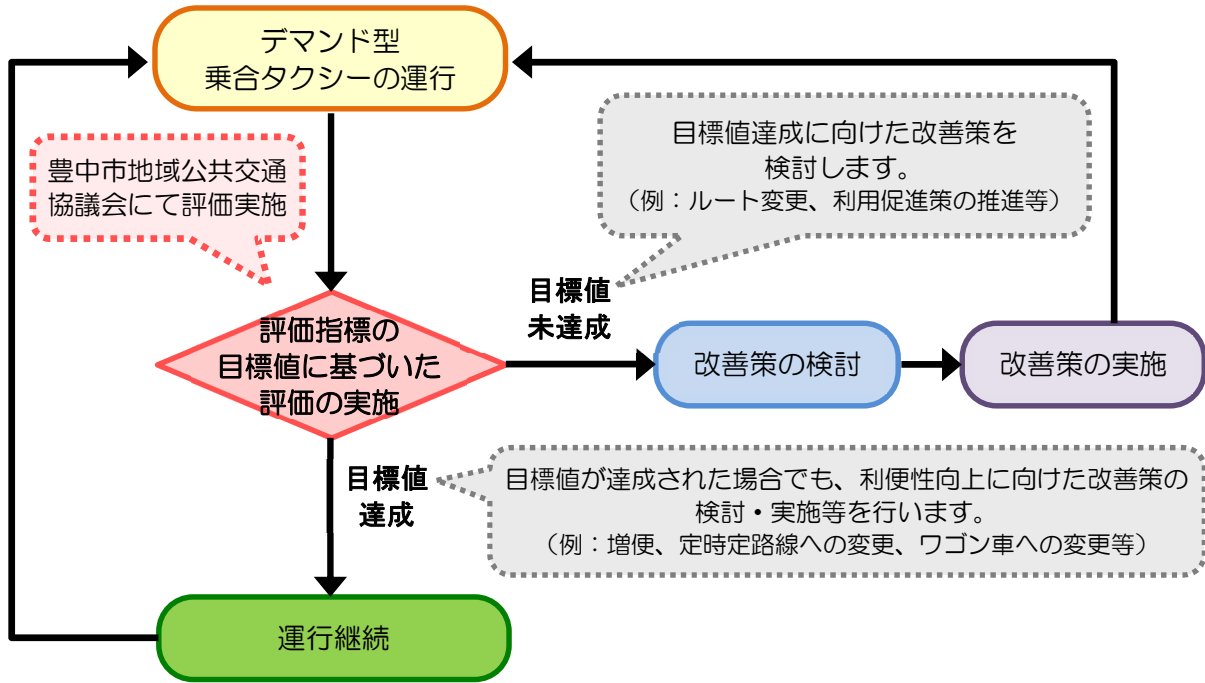 デマンド型
乗合タクシーの運行
豊中市地域公共交通
協議会にて評価実施
目標値達成に向けた改善策を
検討します。
（例：ルート変更、利用促進策の推進等）
評価指標の
目標値に基づいた
評価の実施
目標値
未達成
改善策の検討
改善策の実施
目標値
達成
目標値が達成された場合でも、利便性向上に向けた改善策の
検討・実施等を行います。
（例：増便、定時定路線への変更、ワゴン車への変更等）
運行継続